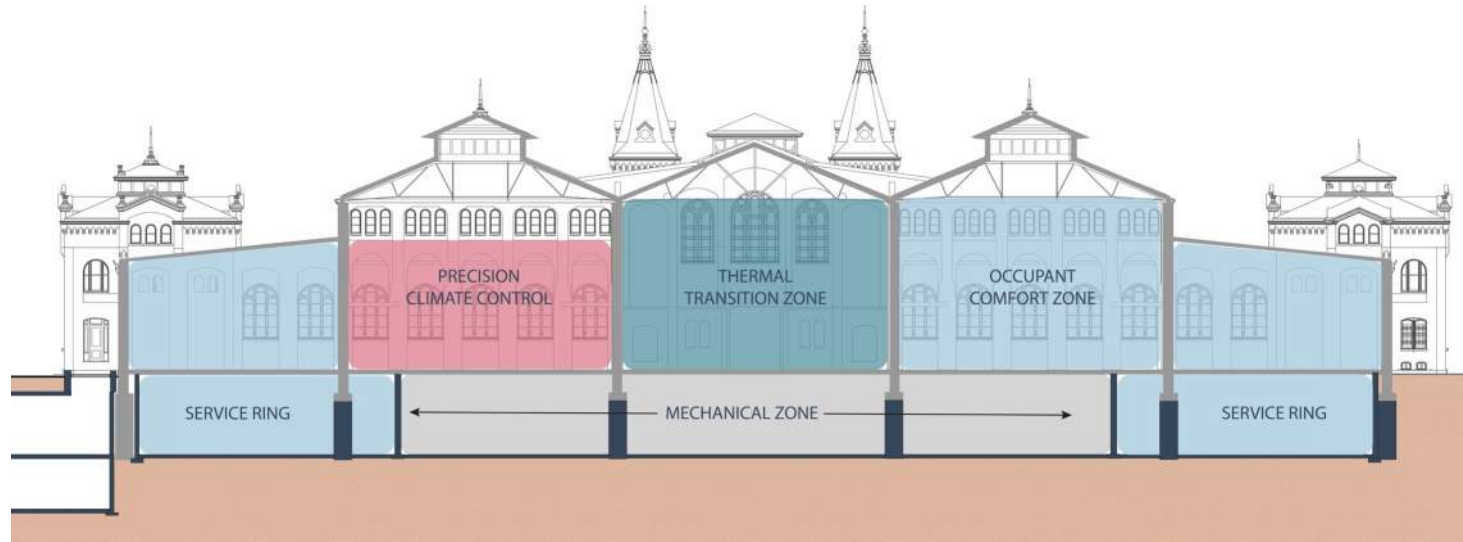 PRECISION
CLIMATE CONTROL
THERMAL
TRANSITION ZONE
OCCUPANT
COMFORT ZONE
SERVICE RING
MECHANICAL ZONE
SERVICE RING